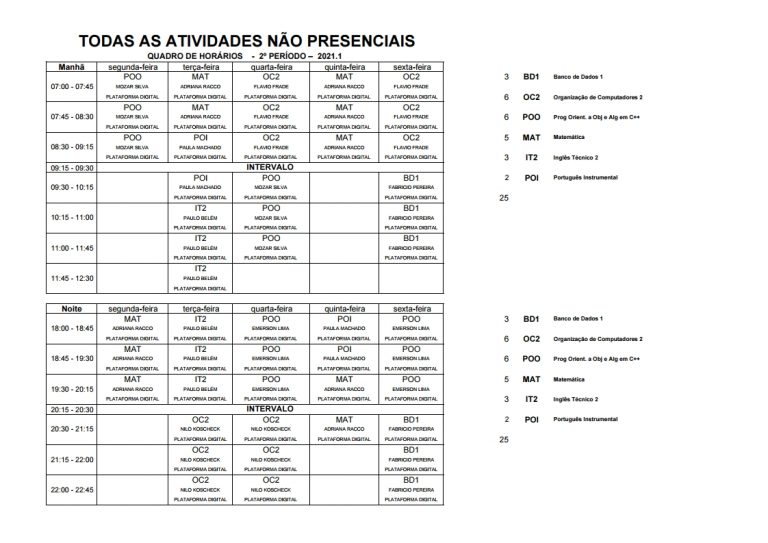 TODAS AS ATIVIDADES NÃO PRESENCIAIS
QUADRO DE HORÁRIOS - 2º PERÍODO – 2021.1
Manhã segunda-feira terça-feira quarta-feira quinta-feira sexta-feira
07:00 - 07:45 POO MAT OC2 MAT OC2
MOZAR SILVA ADRIANA RACCO FLAVIO FRADE ADRIANA RACCO FLAVIO FRADE
PLATAFORMA DIGITAL PLATAFORMA DIGITAL PLATAFORMA DIGITAL PLATAFORMA DIGITAL PLATAFORMA DIGITAL
07:45 - 08:30 POO MAT OC2 MAT OC2
MOZAR SILVA ADRIANA RACCO FLAVIO FRADE ADRIANA RACCO FLAVIO FRADE
PLATAFORMA DIGITAL PLATAFORMA DIGITAL PLATAFORMA DIGITAL PLATAFORMA DIGITAL PLATAFORMA DIGITAL
08:30 - 09:15 POO POI OC2 MAT OC2
MOZAR SILVA PAULA MACHADO FLAVIO FRADE ADRIANA RACCO FLAVIO FRADE
PLATAFORMA DIGITAL PLATAFORMA DIGITAL PLATAFORMA DIGITAL PLATAFORMA DIGITAL PLATAFORMA DIGITAL
09:15 - 09:30 INTERVALO
09:30 - 10:15 POI POO BD1
PAULA MACHADO MOZAR SILVA FABRICIO PEREIRA
PLATAFORMA DIGITAL PLATAFORMA DIGITAL PLATAFORMA DIGITAL
10:15 - 11:00 IT2 POO BD1
PAULO BELÉM MOZAR SILVA FABRICIO PEREIRA
PLATAFORMA DIGITAL PLATAFORMA DIGITAL PLATAFORMA DIGITAL
11:00 - 11:45 IT2 POO BD1
PAULO BELÉM MOZAR SILVA FABRICIO PEREIRA
PLATAFORMA DIGITAL PLATAFORMA DIGITAL PLATAFORMA DIGITAL
11:45 - 12:30 IT2
PAULO BELÉM
PLATAFORMA DIGITAL
3 BD1 Banco de Dados 1
6 OC2 Organização de Computadores 2
6 POO Prog Orient. a Obj e Alg em C++
5 MAT Matemática
3 IT2 Inglês Técnico 2
2 POI Português Instrumental
25
Noite segunda-feira terça-feira quarta-feira quinta-feira sexta-feira
18:00 - 18:45 MAT IT2 POO POI POO
ADRIANA RACCO PAULO BELÉM EMERSON LIMA PAULA MACHADO EMERSON LIMA
PLATAFORMA DIGITAL PLATAFORMA DIGITAL PLATAFORMA DIGITAL PLATAFORMA DIGITAL PLATAFORMA DIGITAL
18:45 - 19:30 MAT IT2 POO POI POO
ADRIANA RACCO PAULO BELÉM EMERSON LIMA PAULA MACHADO EMERSON LIMA
PLATAFORMA DIGITAL PLATAFORMA DIGITAL PLATAFORMA DIGITAL PLATAFORMA DIGITAL PLATAFORMA DIGITAL
19:30 - 20:15 MAT IT2 POO MAT POO
ADRIANA RACCO PAULO BELÉM EMERSON LIMA ADRIANA RACCO EMERSON LIMA
PLATAFORMA DIGITAL PLATAFORMA DIGITAL PLATAFORMA DIGITAL PLATAFORMA DIGITAL PLATAFORMA DIGITAL
20:15 - 20:30 INTERVALO
20:30 - 21:15 OC2 OC2 MAT BD1
NILO KOSCHECK NILO KOSCHECK ADRIANA RACCO FABRICIO PEREIRA
PLATAFORMA DIGITAL PLATAFORMA DIGITAL PLATAFORMA DIGITAL PLATAFORMA DIGITAL
21:15 - 22:00 OC2 OC2 BD1
NILO KOSCHECK NILO KOSCHECK FABRICIO PEREIRA
PLATAFORMA DIGITAL PLATAFORMA DIGITAL PLATAFORMA DIGITAL
22:00 - 22:45 OC2 OC2 BD1
NILO KOSCHECK NILO KOSCHECK FABRICIO PEREIRA
PLATAFORMA DIGITAL PLATAFORMA DIGITAL PLATAFORMA DIGITAL
3 BD1 Banco de Dados 1
6 OC2 Organização de Computadores 2
6 POO Prog Orient. a Obj e Alg em C++
5 MAT Matemática
3 IT2 Inglês Técnico 2
2 POI Português Instrumental
25